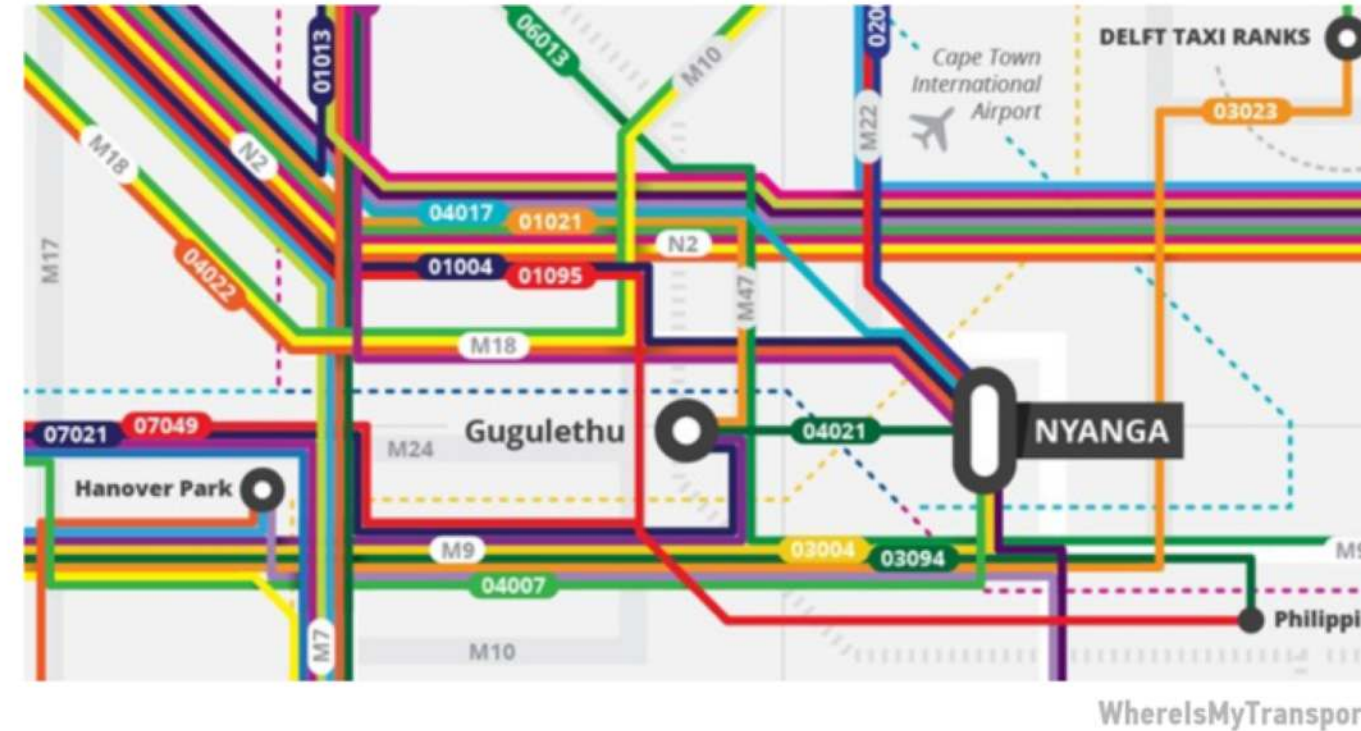 01013
06013
M10
020
Cape Town
International
Airport
DELFT TAXI RANKS
03023
M22
M18
N2
M17
04017
01021
N2
04022
01004
01095
M47
M18
07021
07049
M24
Gugulethu
04021
NYANGA
Hanover Park
M9
03004
03094
M9
04007
Philippi
M7
M10
WhereIsMyTranspor